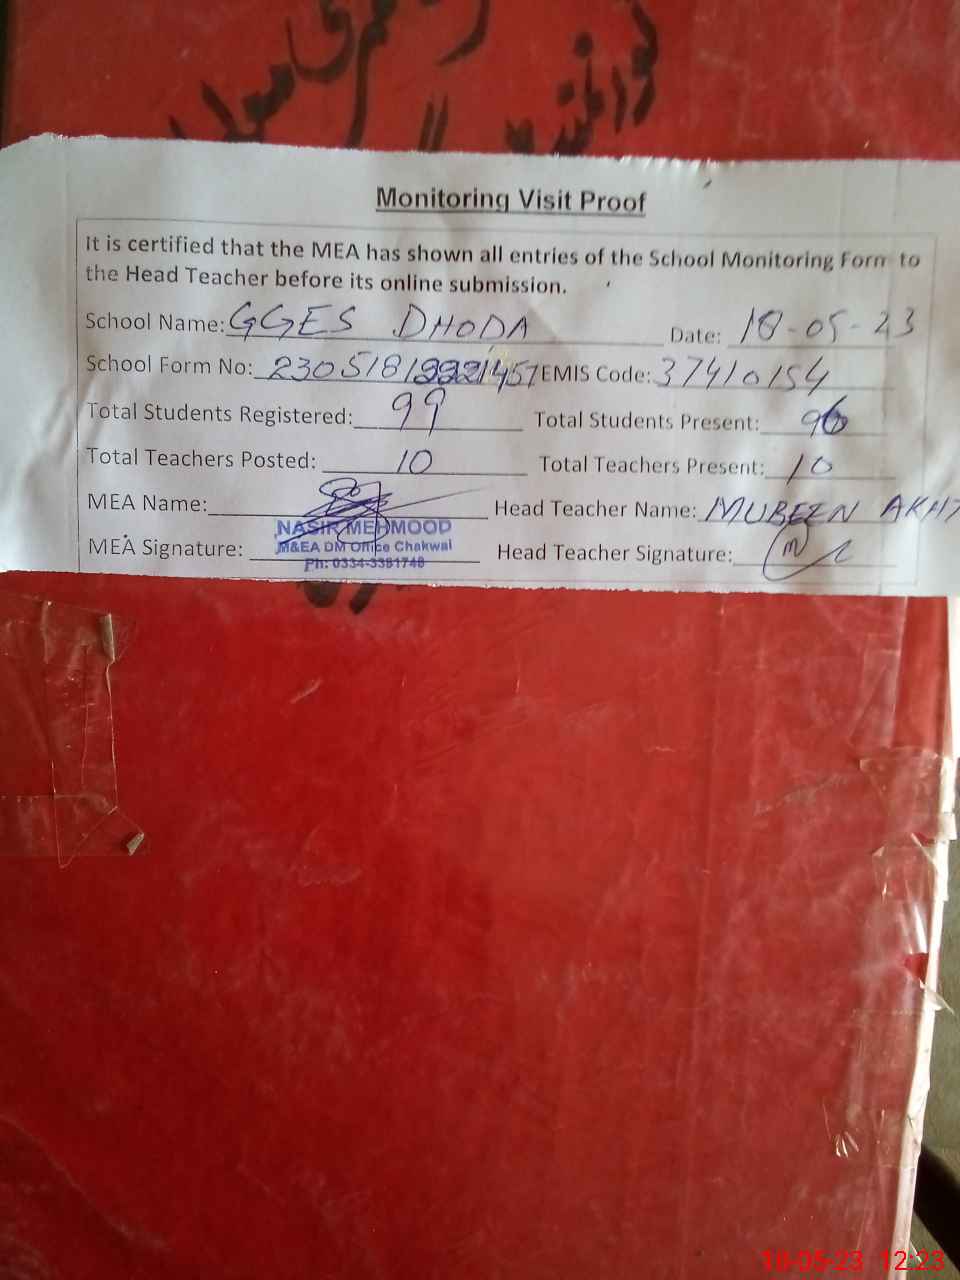 Monitoring Visit Proof
It is certified that the MEA has shown all entries of the School Monitoring Form to
the Head Teacher before its online submission.
School Name: GGES DHODA Date: 18-05-23
School Form No: EMIS Code: 37410154
Total Students Registered: 99 Total Students Present: 96
Total Teachers Posted: 10 Total Teachers Present: 10
MEA Name: Head Teacher Name: MUBEEN AKHT
NASIR MEHMOOD
MEA Signature: M&EA DM Office Chakwal Head Teacher Signature:
Ph: 0334-3381748
18-05-23 12:23